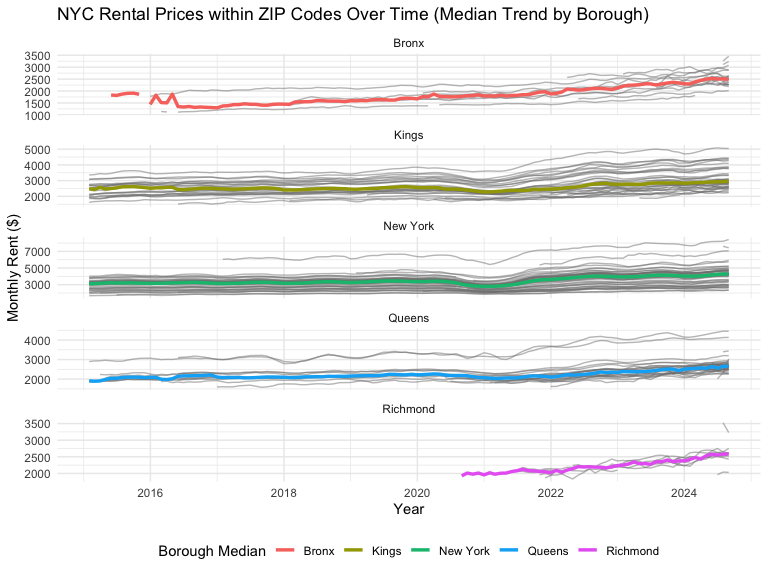 NYC Rental Prices within ZIP Codes Over Time (Median Trend by Borough)
Bronx
3500
3000
2500
2000
1500
1000
Kings
5000
4000
3000
2000
New York
7000
5000
3000
Queens
4000
3000
2000
Richmond
3500
3000
2500
2000
Monthly Rent ($)
2016 2018 2020 2022 2024
Year
Borough Median Bronx Kings New York Queens Richmond